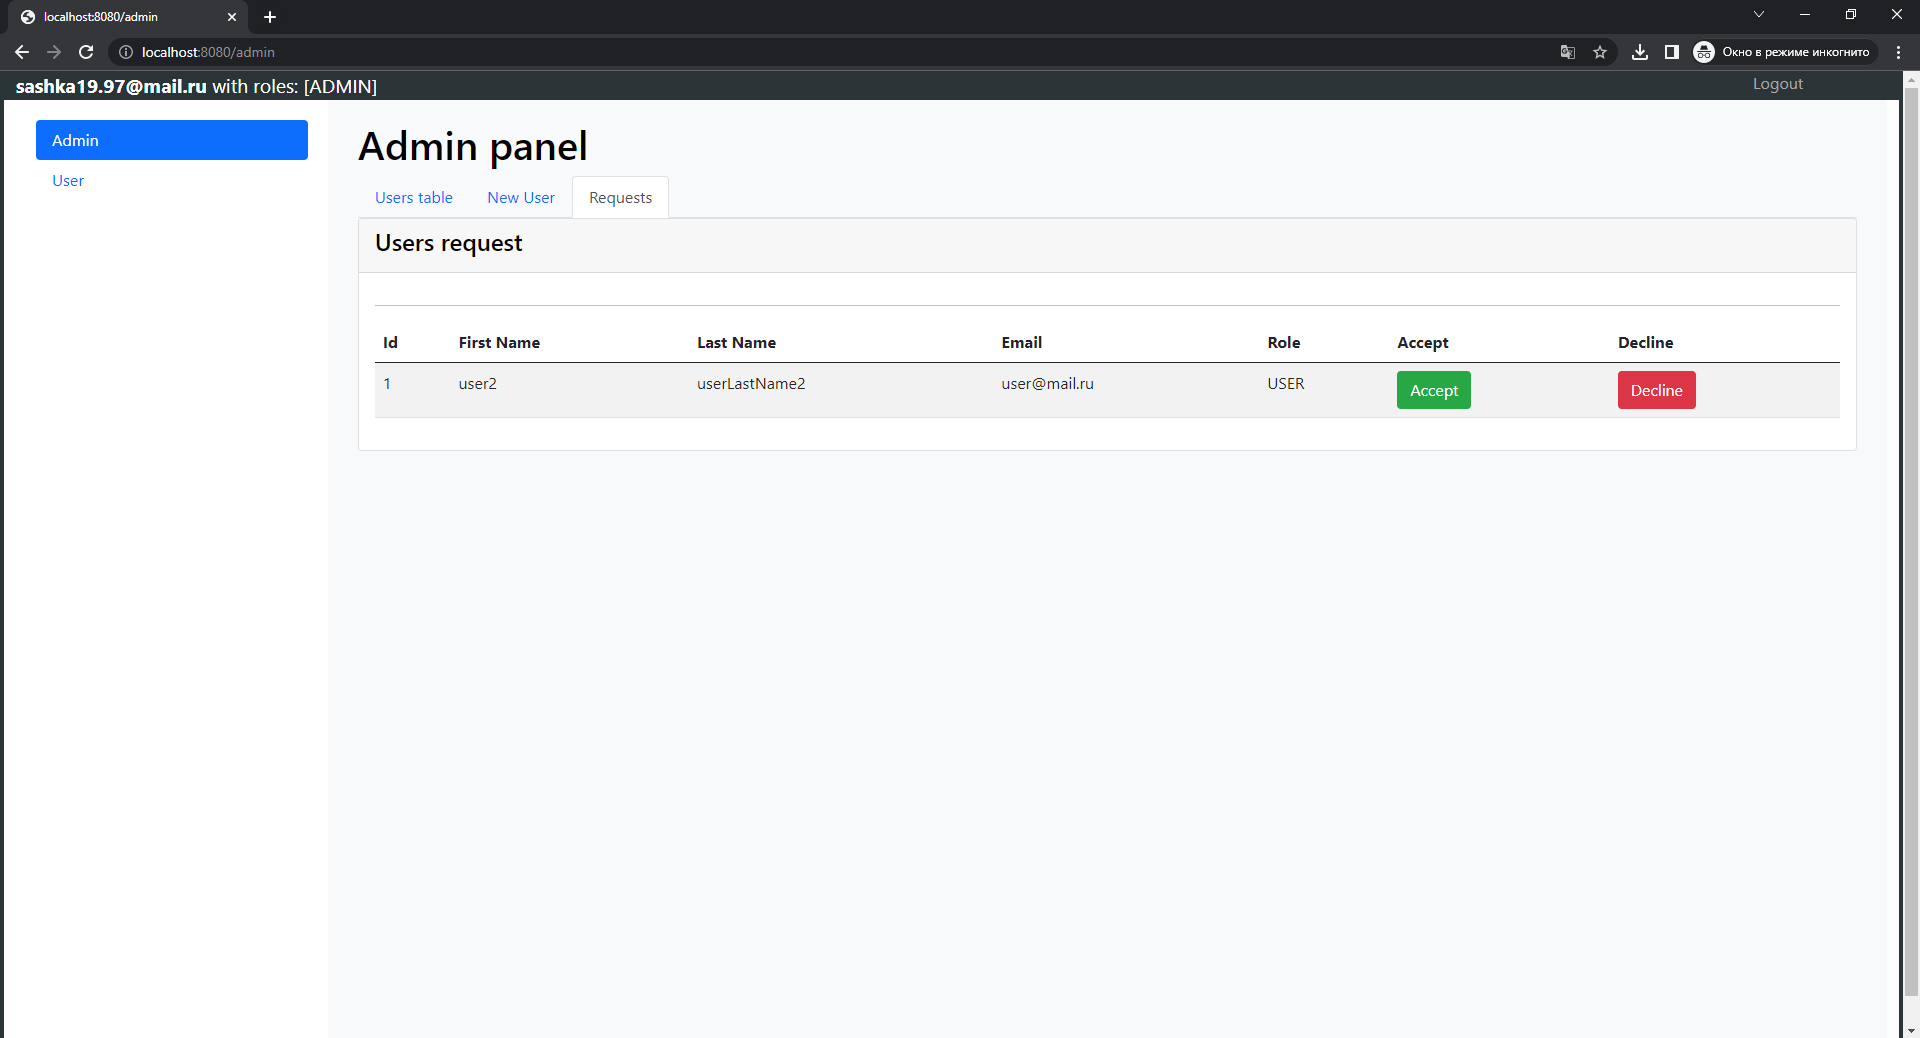 localhost:8080/admin
localhost:8080/admin
Окно в режиме инкогнито
sashka19.97@mail.ru with roles: [ADMIN]
Logout
Admin
User
Admin panel
Users table New User Requests
Users request
Id First Name Last Name Email Role Accept Decline
1 user2 userLastName2 user@mail.ru USER Accept Decline